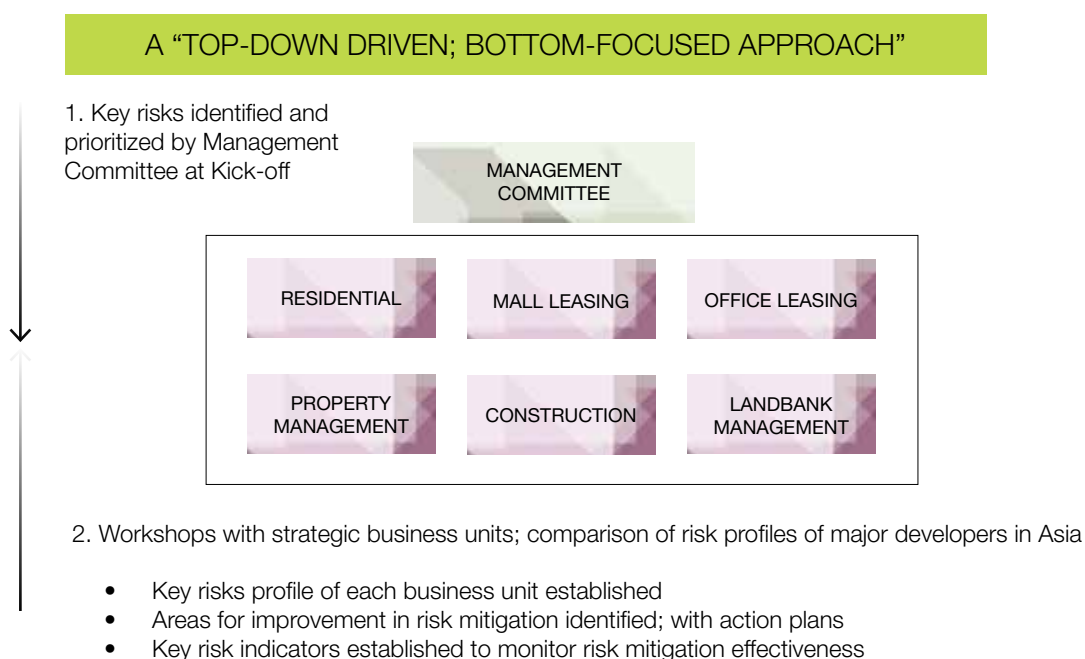 A “TOP-DOWN DRIVEN; BOTTOM-FOCUSED APPROACH”
1. Key risks identified and
prioritized by Management
Committee at Kick-off
MANAGEMENT
COMMITTEE
RESIDENTIAL
MALL LEASING
OFFICE LEASING
PROPERTY
MANAGEMENT
CONSTRUCTION
LANDBANK
MANAGEMENT
2. Workshops with strategic business units; comparison of risk profiles of major developers in Asia
• Key risks profile of each business unit established
• Areas for improvement in risk mitigation identified; with action plans
• Key risk indicators established to monitor risk mitigation effectiveness